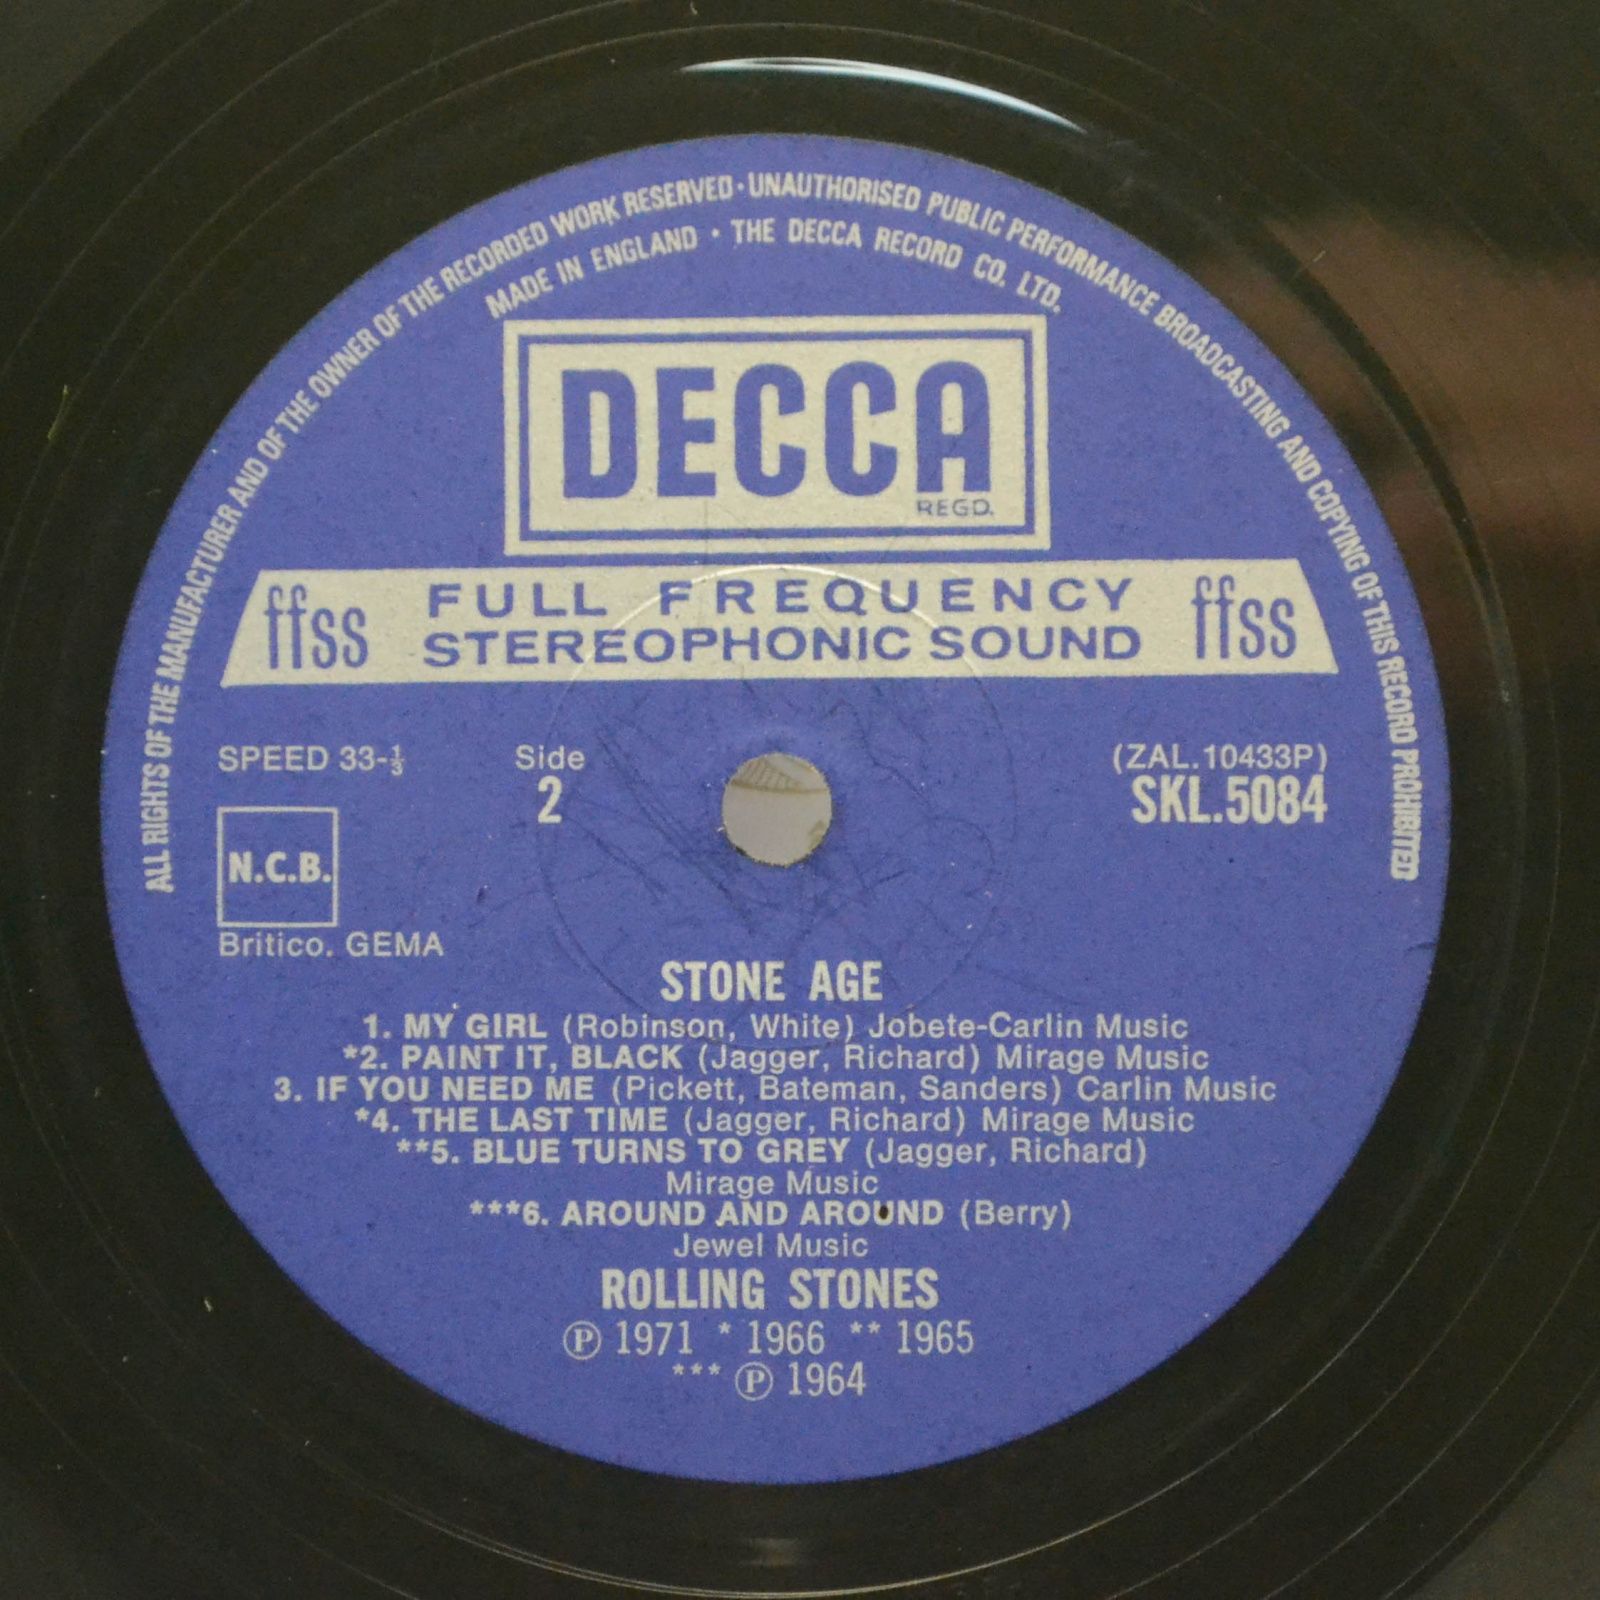 ALL RIGHTS OF THE MANUFACTURER AND OF THE OWNER OF THE RECORDED WORK RESERVED · UNAUTHORISED PUBLIC PERFORMANCE BROADCASTING AND COPYING OF THIS RECORD PROHIBITED
MADE IN ENGLAND · THE DECCA RECORD CO. LTD.
DECCA
REGD.
ffss FULL FREQUENCY STEREOPHONIC SOUND ffss
SPEED 33-⅓ Side 2 (ZAL.10433P)
SKL.5084
N.C.B.
Britico. GEMA
STONE AGE
1. MY GIRL (Robinson, White) Jobete-Carlin Music
*2. PAINT IT, BLACK (Jagger, Richard) Mirage Music
3. IF YOU NEED ME (Pickett, Bateman, Sanders) Carlin Music
*4. THE LAST TIME (Jagger, Richard) Mirage Music
**5. BLUE TURNS TO GREY (Jagger, Richard)
Mirage Music
***6. AROUND AND AROUND (Berry)
Jewel Music
ROLLING STONES
Ⓟ 1971 * 1966 ** 1965
*** Ⓟ 1964